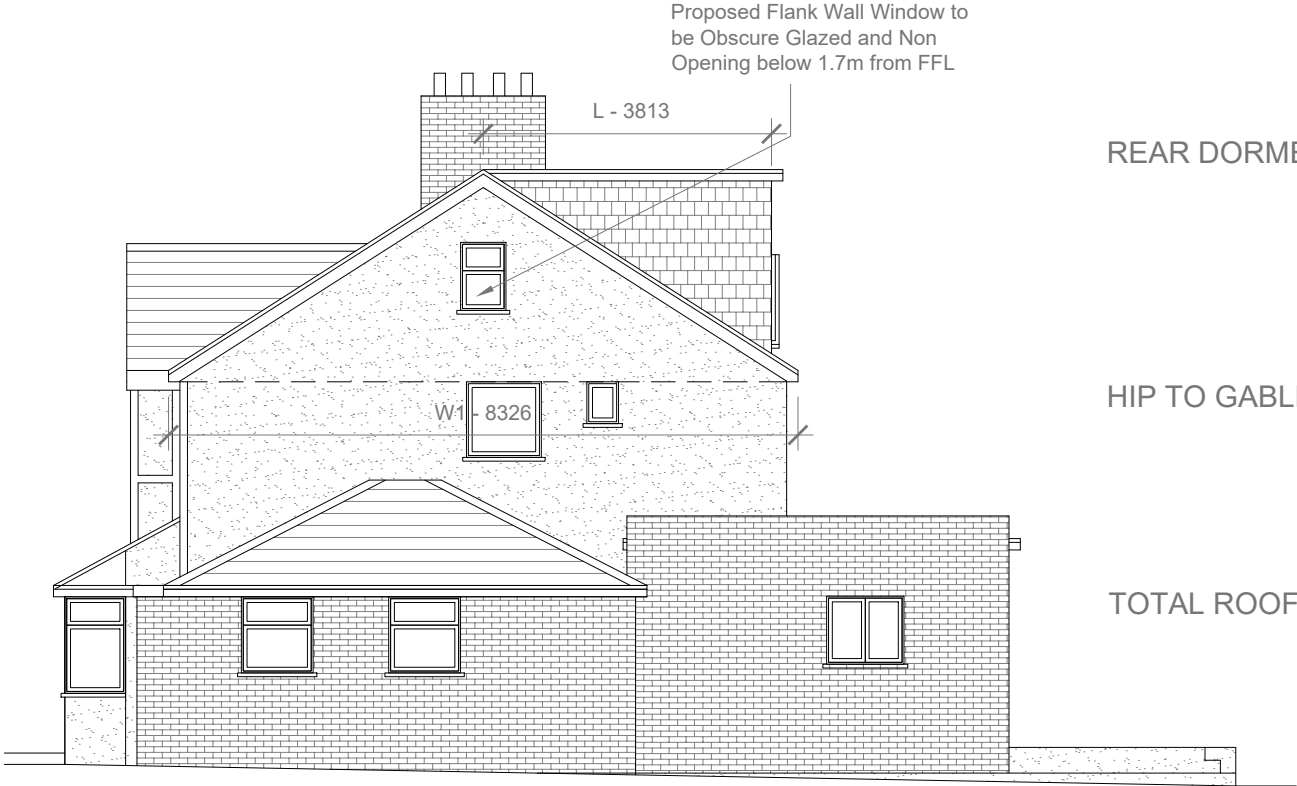 Proposed Flank Wall Window to
be Obscure Glazed and Non
Opening below 1.7m from FFL
L - 3813
REAR DORME
HIP TO GABL
W1 - 8326
TOTAL ROOF